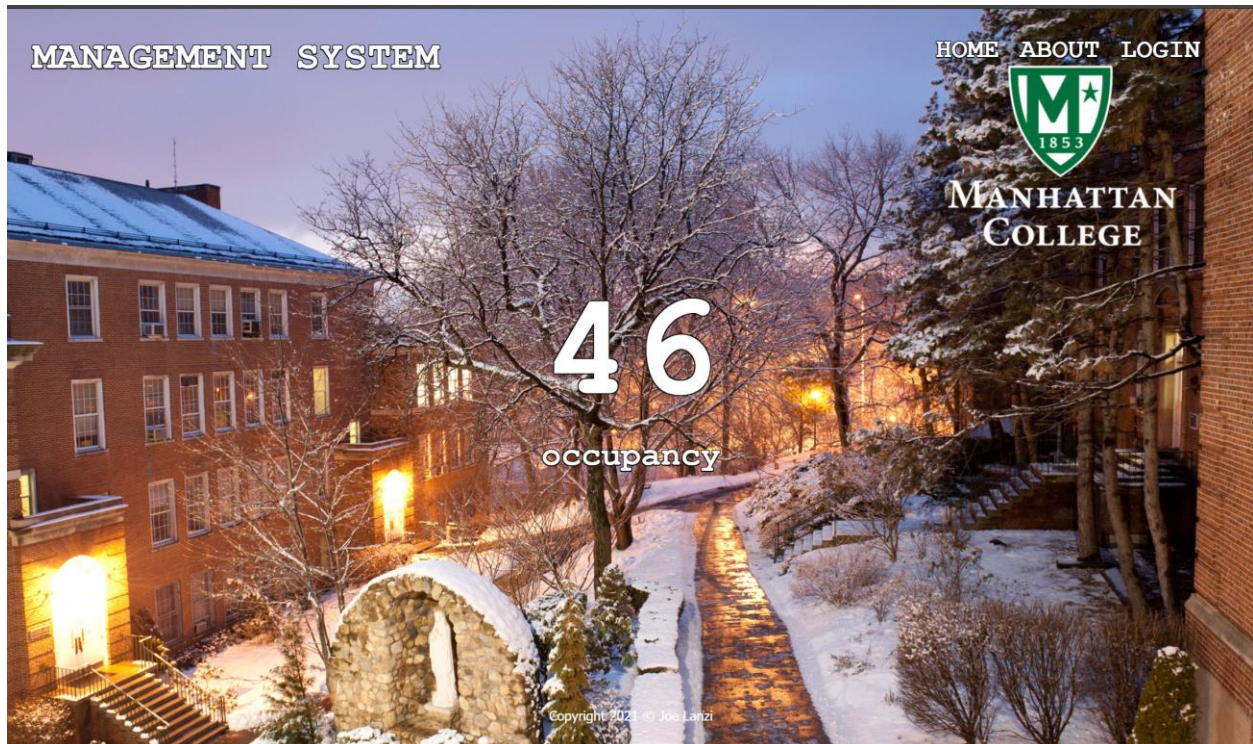 MANAGEMENT SYSTEM
HOME ABOUT LOGIN
M
1853
MANHATTAN
COLLEGE
46
occupancy
Copyright 2021 © Joe Lanzi